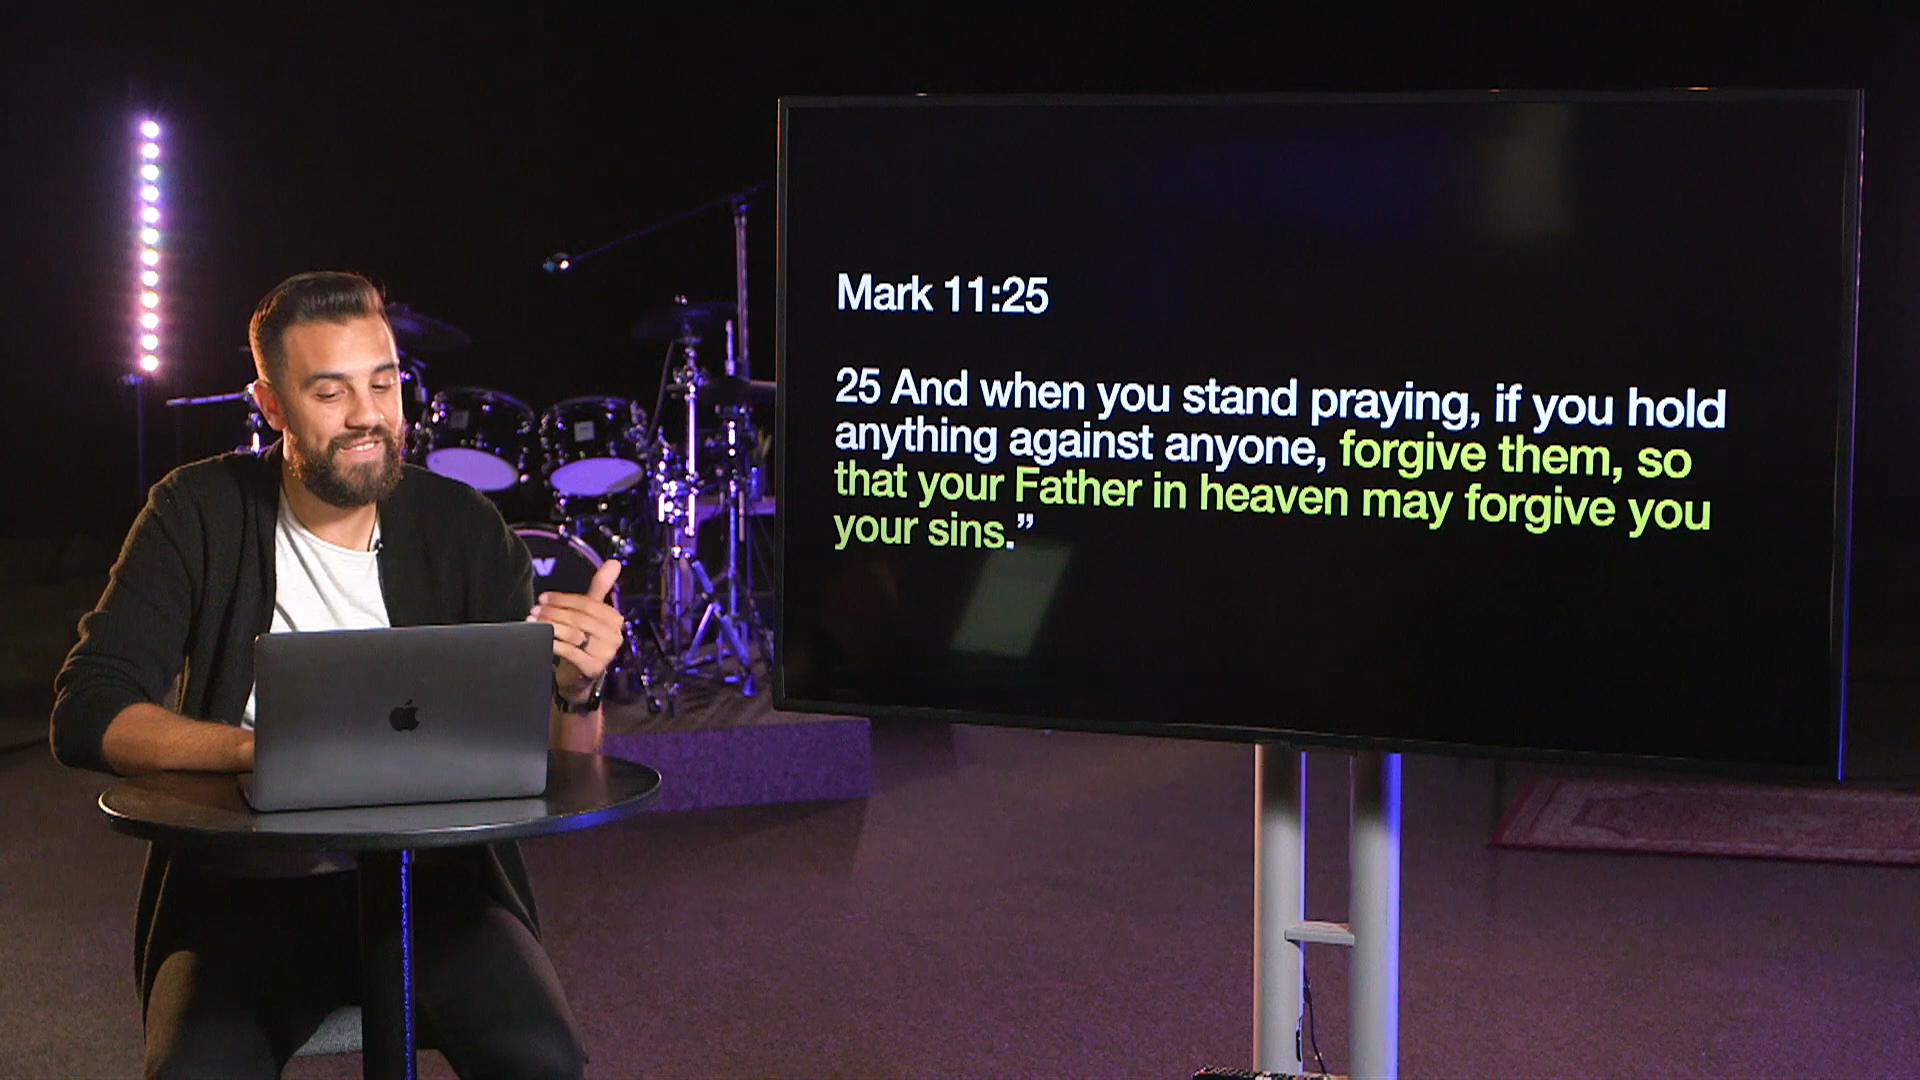 Mark 11:25
25 And when you stand praying, if you hold
anything against anyone, forgive them, so
that your Father in heaven may forgive you
your sins.”